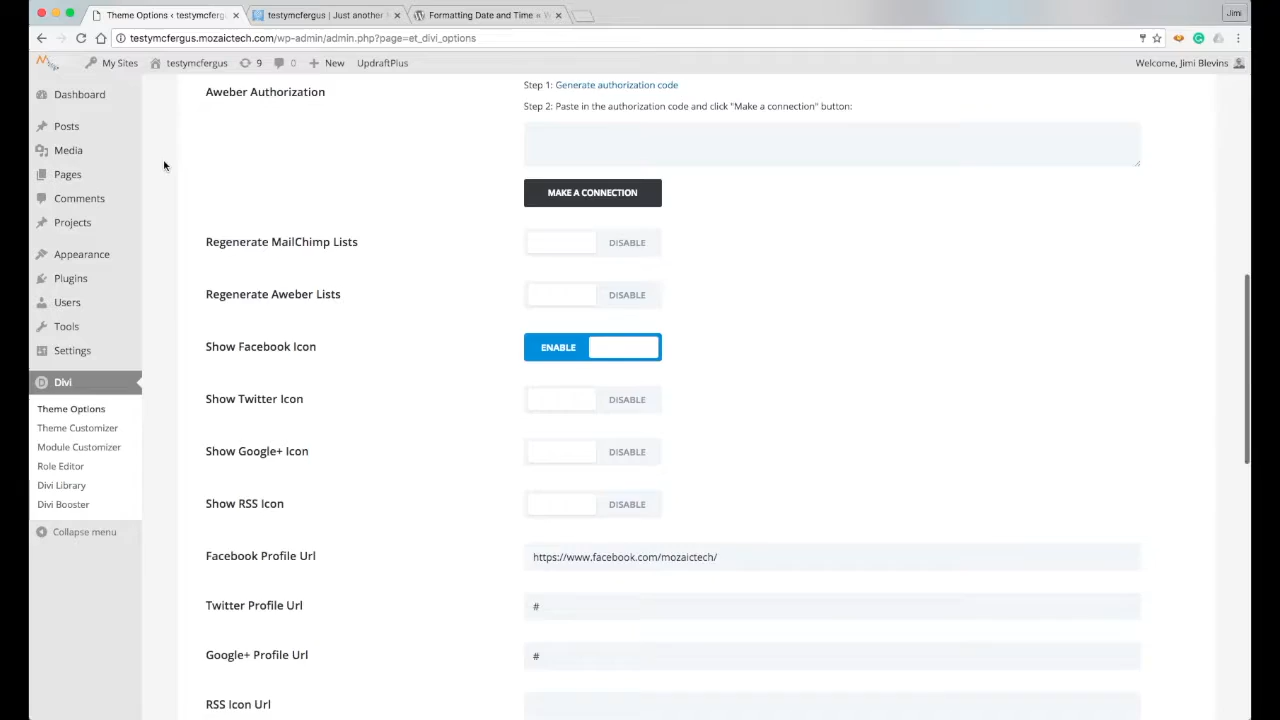 Theme Options ‹ testymcfergu
testymcfergus | Just another
Formatting Date and Time « W
Jimi
testymcfergus.mozaictech.com/wp-admin/admin.php?page=et_divi_options
My Sites
testymcfergus
9
0
New
UpdraftPlus
Welcome, Jimi Blevins
Dashboard
Posts
Media
Pages
Comments
Projects
Appearance
Plugins
Users
Tools
Settings
Divi
Theme Options
Theme Customizer
Module Customizer
Role Editor
Divi Library
Divi Booster
Collapse menu
Aweber Authorization
Step 1: Generate authorization code
Step 2: Paste in the authorization code and click "Make a connection" button:
MAKE A CONNECTION
Regenerate MailChimp Lists
DISABLE
Regenerate Aweber Lists
DISABLE
Show Facebook Icon
ENABLE
Show Twitter Icon
DISABLE
Show Google+ Icon
DISABLE
Show RSS Icon
DISABLE
Facebook Profile Url
https://www.facebook.com/mozaictech/
Twitter Profile Url
#
Google+ Profile Url
#
RSS Icon Url